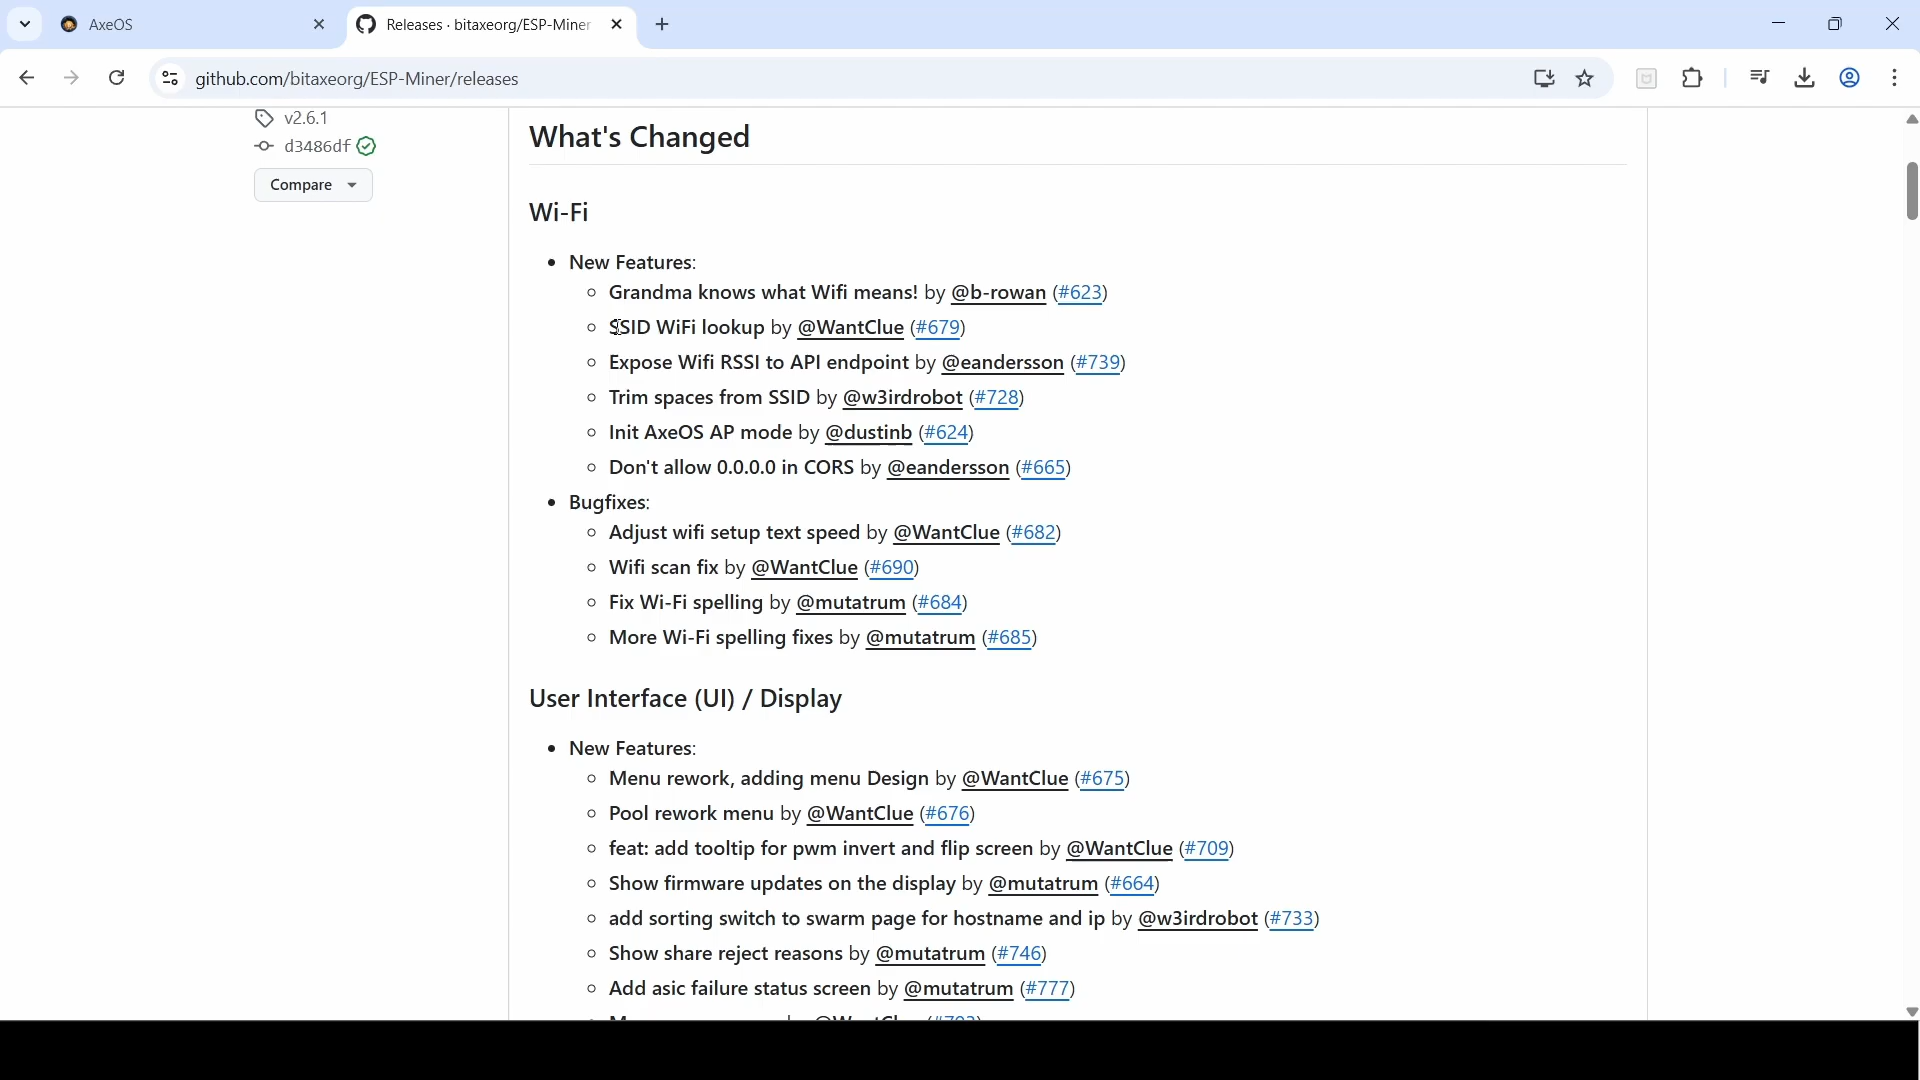 AxeOS
Releases · bitaxeorg/ESP-Miner
github.com/bitaxeorg/ESP-Miner/releases
v2.6.1
d3486df
Compare
What's Changed
Wi-Fi
New Features:
Grandma knows what Wifi means! by @b-rowan (#623)
SSID WiFi lookup by @WantClue (#679)
Expose Wifi RSSI to API endpoint by @eandersson (#739)
Trim spaces from SSID by @w3irdrobot (#728)
Init AxeOS AP mode by @dustinb (#624)
Don't allow 0.0.0.0 in CORS by @eandersson (#665)
Bugfixes:
Adjust wifi setup text speed by @WantClue (#682)
Wifi scan fix by @WantClue (#690)
Fix Wi-Fi spelling by @mutatrum (#684)
More Wi-Fi spelling fixes by @mutatrum (#685)
User Interface (UI) / Display
New Features:
Menu rework, adding menu Design by @WantClue (#675)
Pool rework menu by @WantClue (#676)
feat: add tooltip for pwm invert and flip screen by @WantClue (#709)
Show firmware updates on the display by @mutatrum (#664)
add sorting switch to swarm page for hostname and ip by @w3irdrobot (#733)
Show share reject reasons by @mutatrum (#746)
Add asic failure status screen by @mutatrum (#777)